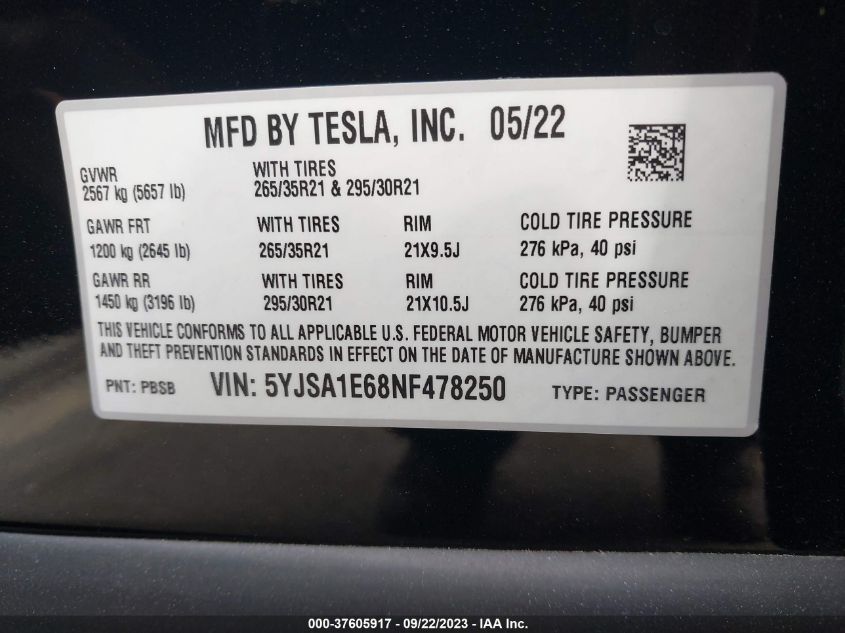 MFD BY TESLA, INC. 05/22
GVWR
2567 kg (5657 lb)
WITH TIRES
265/35R21 & 295/30R21
GAWR FRT WITH TIRES RIM COLD TIRE PRESSURE
1200 kg (2645 lb) 265/35R21 21X9.5J 276 kPa, 40 psi
GAWR RR WITH TIRES RIM COLD TIRE PRESSURE
1450 kg (3196 lb) 295/30R21 21X10.5J 276 kPa, 40 psi
THIS VEHICLE CONFORMS TO ALL APPLICABLE U.S. FEDERAL MOTOR VEHICLE SAFETY, BUMPER
AND THEFT PREVENTION STANDARDS IN EFFECT ON THE DATE OF MANUFACTURE SHOWN ABOVE.
PNT: PBSB VIN: 5YJSA1E68NF478250 TYPE: PASSENGER
000-37605917 / 09/22/2023 - IAA Inc.